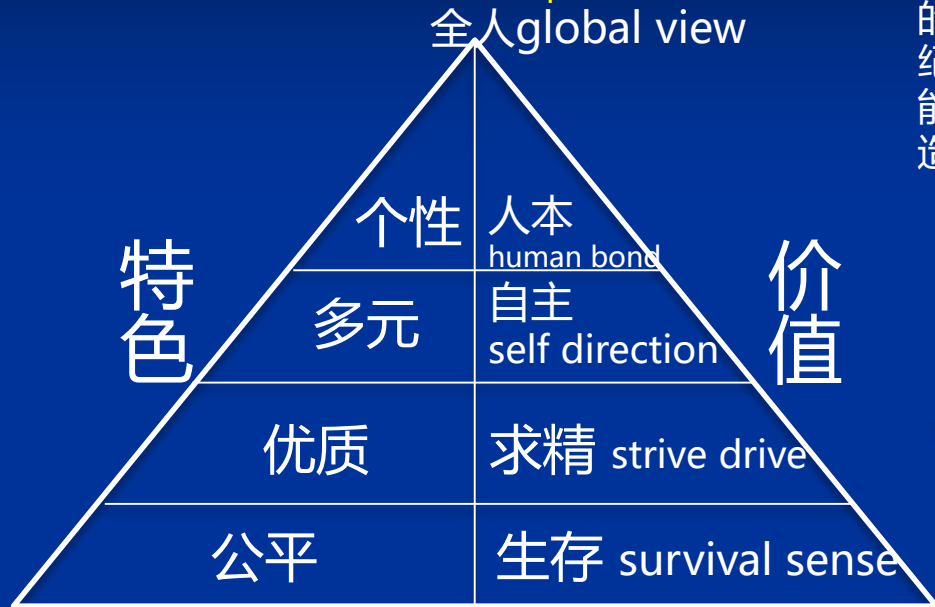 全人global view
个性
人本
human bond
特色
多元
自主
self direction
价值
优质
求精 strive drive
公平
生存 survival sense
能